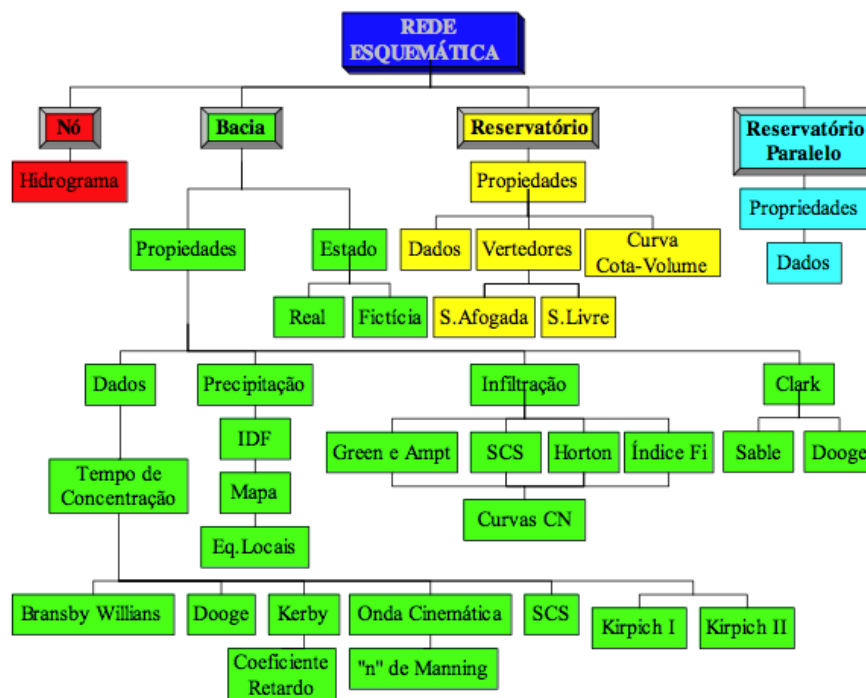 REDE
ESQUEMÁTICA
Nó
Bacia
Reservatório
Reservatório
Paralelo
Hidrograma
Propiedades
Propriedades
Propiedades
Estado
Dados
Vertedores
Curva
Cota-Volume
Dados
Real
Fictícia
S.Afogada
S.Livre
Dados
Precipitação
Infiltração
Clark
IDF
Green e Ampt
SCS
Horton
Índice Fi
Sable
Dooge
Tempo de
Concentração
Mapa
Curvas CN
Eq.Locais
Bransby Willians
Dooge
Kerby
Onda Cinemática
SCS
Kirpich I
Kirpich II
Coeficiente
Retardo
"n" de Manning